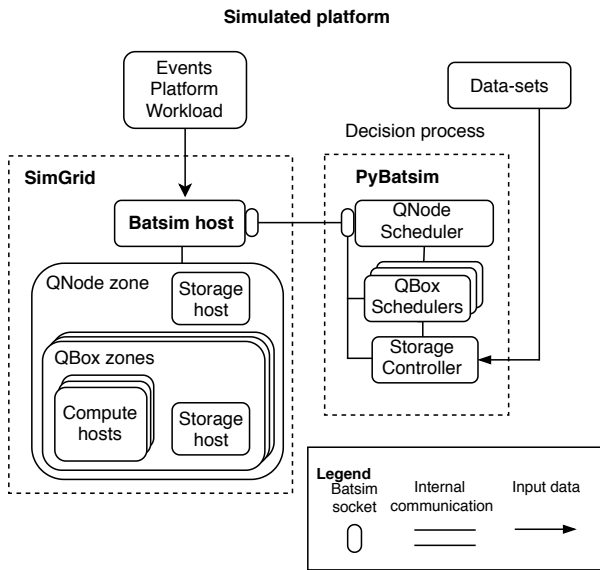 Simulated platform
Events
Platform
Workload
Data-sets
Decision process
SimGrid
PyBatsim
Batsim host
QNode
Scheduler
QNode zone
Storage
host
QBox
Schedulers
QBox zones
Storage
Controller
Compute
hosts
Storage
host
Legend
Batsim
socket
Internal
communication
Input data